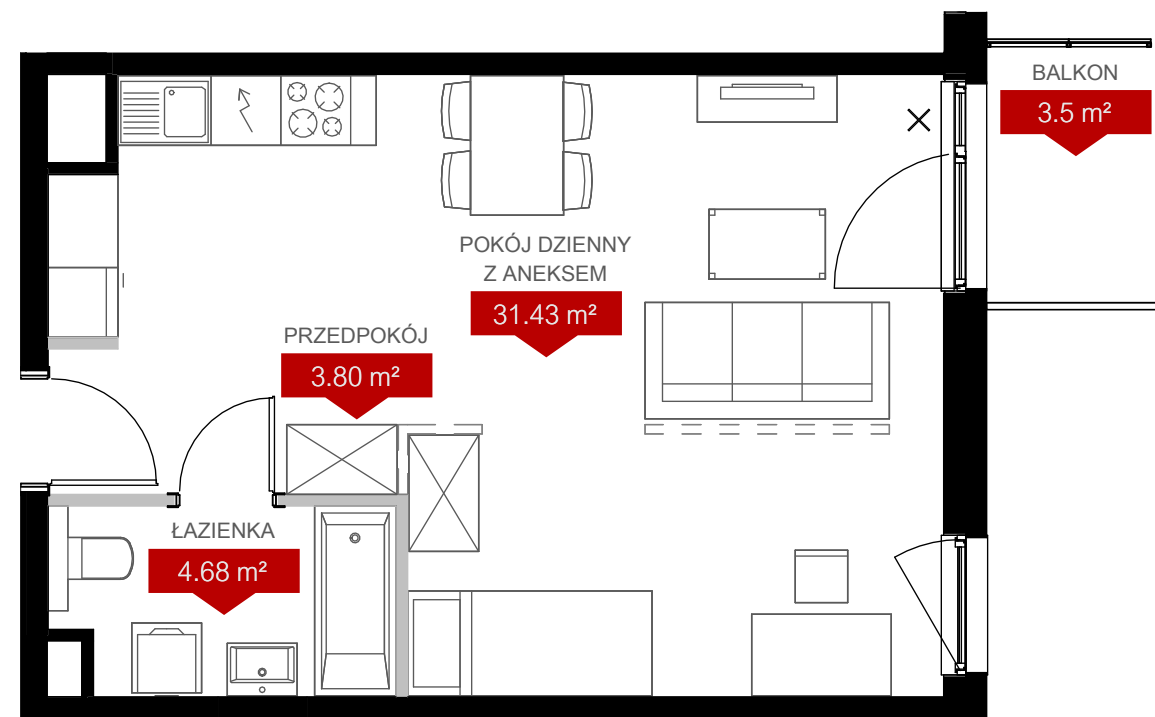 BALKON
3.5 m²
POKÓJ DZIENNY
Z ANEKSEM
31.43 m²
PRZEDPOKÓJ
3.80 m²
ŁAZIENKA
4.68 m²